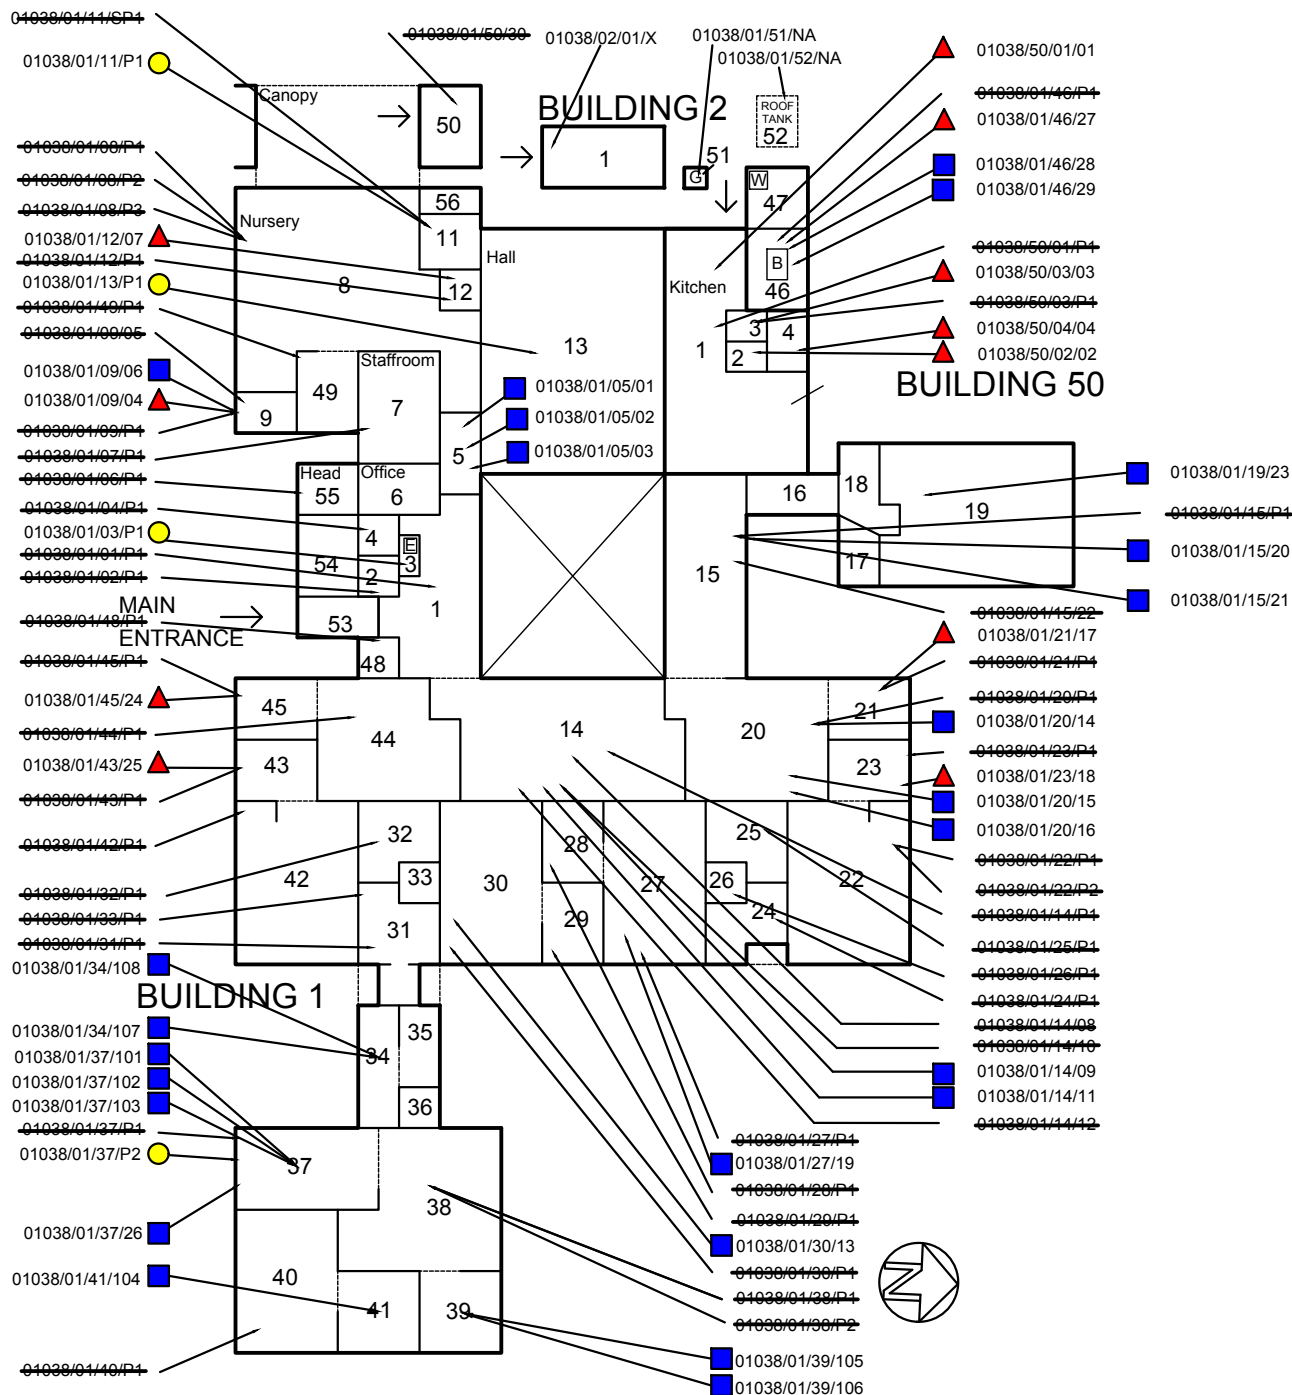 01038/01/11/SP1
01038/01/11/P1
01038/01/50/30
01038/02/01/X
01038/01/51/NA
01038/01/52/NA
01038/50/01/01
01038/01/46/P1
01038/01/46/27
01038/01/46/28
01038/01/46/29
01038/50/01/P1
01038/50/03/03
01038/50/03/P1
01038/50/04/04
01038/50/02/02
BUILDING 50
Canopy
50
BUILDING 2
1
ROOF
TANK
52
51
G
W
47
B
46
01038/01/08/P1
01038/01/08/P2
01038/01/08/P3
01038/01/12/07
01038/01/12/P1
01038/01/13/P1
01038/01/49/P1
01038/01/09/05
01038/01/09/06
01038/01/09/04
01038/01/09/P1
01038/01/07/P1
01038/01/06/P1
01038/01/04/P1
01038/01/03/P1
01038/01/01/P1
01038/01/02/P1
MAIN
ENTRANCE
01038/01/48/P1
01038/01/45/P1
01038/01/45/24
01038/01/44/P1
01038/01/43/25
01038/01/43/P1
01038/01/42/P1
01038/01/32/P1
01038/01/33/P1
01038/01/31/P1
01038/01/34/108
BUILDING 1
01038/01/34/107
01038/01/37/101
01038/01/37/102
01038/01/37/103
01038/01/37/P1
01038/01/37/P2
01038/01/37/26
01038/01/41/104
01038/01/40/P1
Nursery
56
11
8
12
Hall
13
Kitchen
1
3
4
2
Staffroom
49
7
9
5
01038/01/05/01
01038/01/05/02
01038/01/05/03
Head
Office
55
6
4
E
3
54
2
1
53
48
16
18
19
17
15
01038/01/19/23
01038/01/15/P1
01038/01/15/20
01038/01/15/21
01038/01/15/22
01038/01/21/17
01038/01/21/P1
01038/01/20/P1
01038/01/20/14
01038/01/23/P1
01038/01/23/18
01038/01/20/15
01038/01/20/16
01038/01/22/P1
01038/01/22/P2
01038/01/14/P1
01038/01/25/P1
01038/01/26/P1
01038/01/24/P1
01038/01/14/08
01038/01/14/10
01038/01/14/09
01038/01/14/11
01038/01/14/12
45
44
14
20
21
43
23
32
28
25
42
33
30
27
26
22
31
29
24
35
34
36
37
38
40
41
39
01038/01/27/P1
01038/01/27/19
01038/01/28/P1
01038/01/29/P1
01038/01/30/13
01038/01/30/P1
01038/01/38/P1
01038/01/38/P2
01038/01/39/105
01038/01/39/106
N